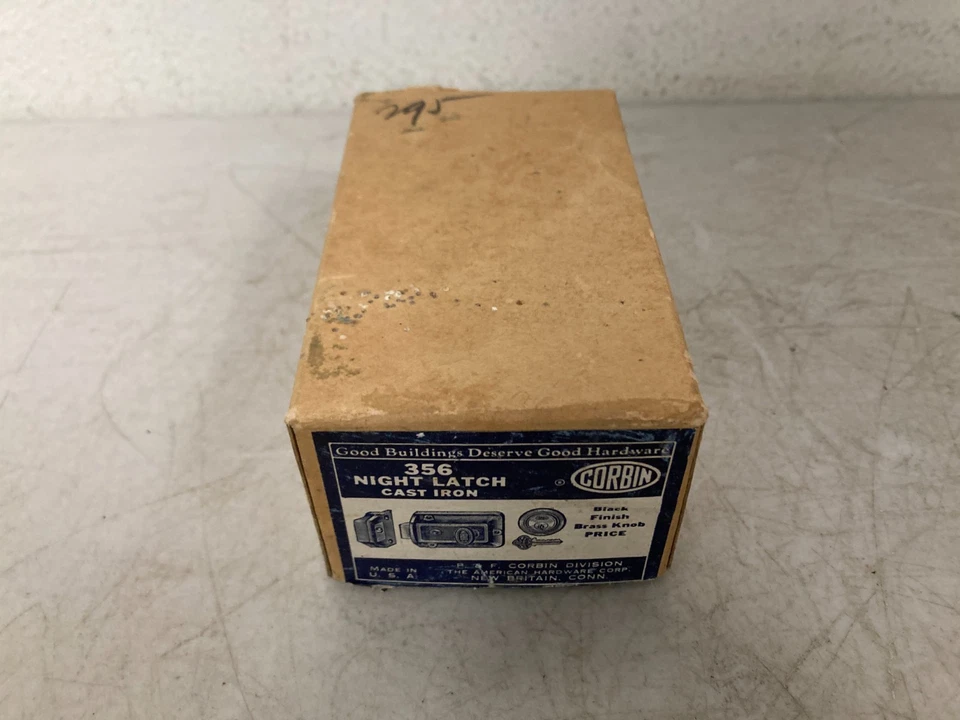 295
Good Buildings Deserve Good Hardware
356
NIGHT LATCH
CAST IRON
® CORBIN
Black
Finish
Brass Knob
PRICE
MADE IN
U. S. A.
P. & F. CORBIN DIVISION
THE AMERICAN HARDWARE CORP.
NEW BRITAIN, CONN.